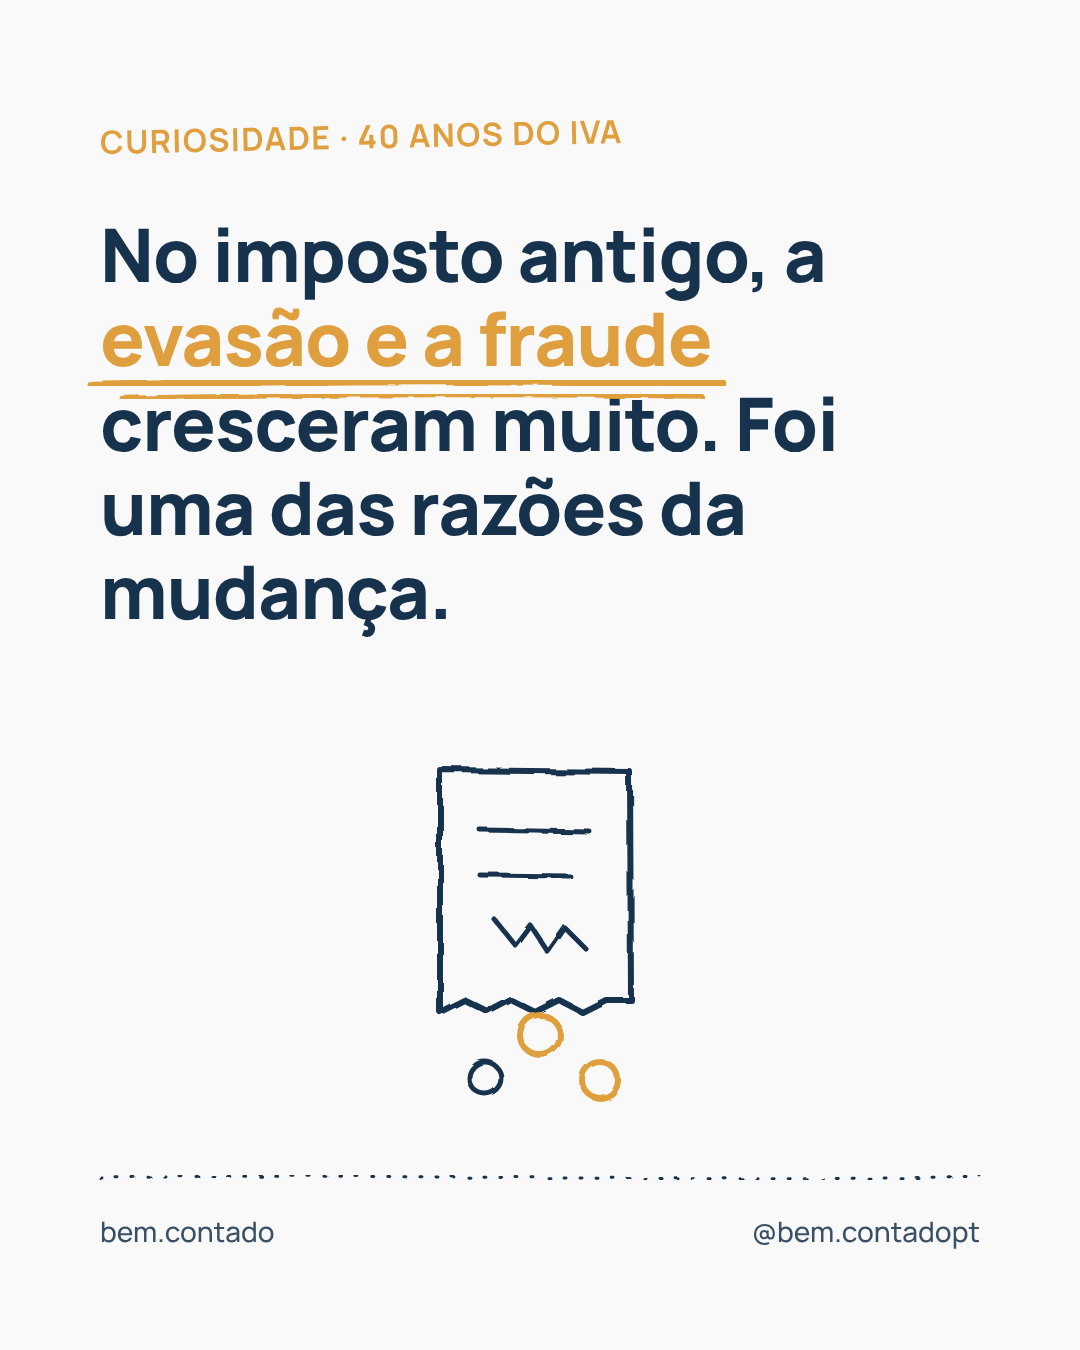 CURIOSIDADE · 40 ANOS DO IVA
No imposto antigo, a
evasão e a fraude
cresceram muito. Foi
uma das razões da
mudança.
bem.contado
@bem.contadopt